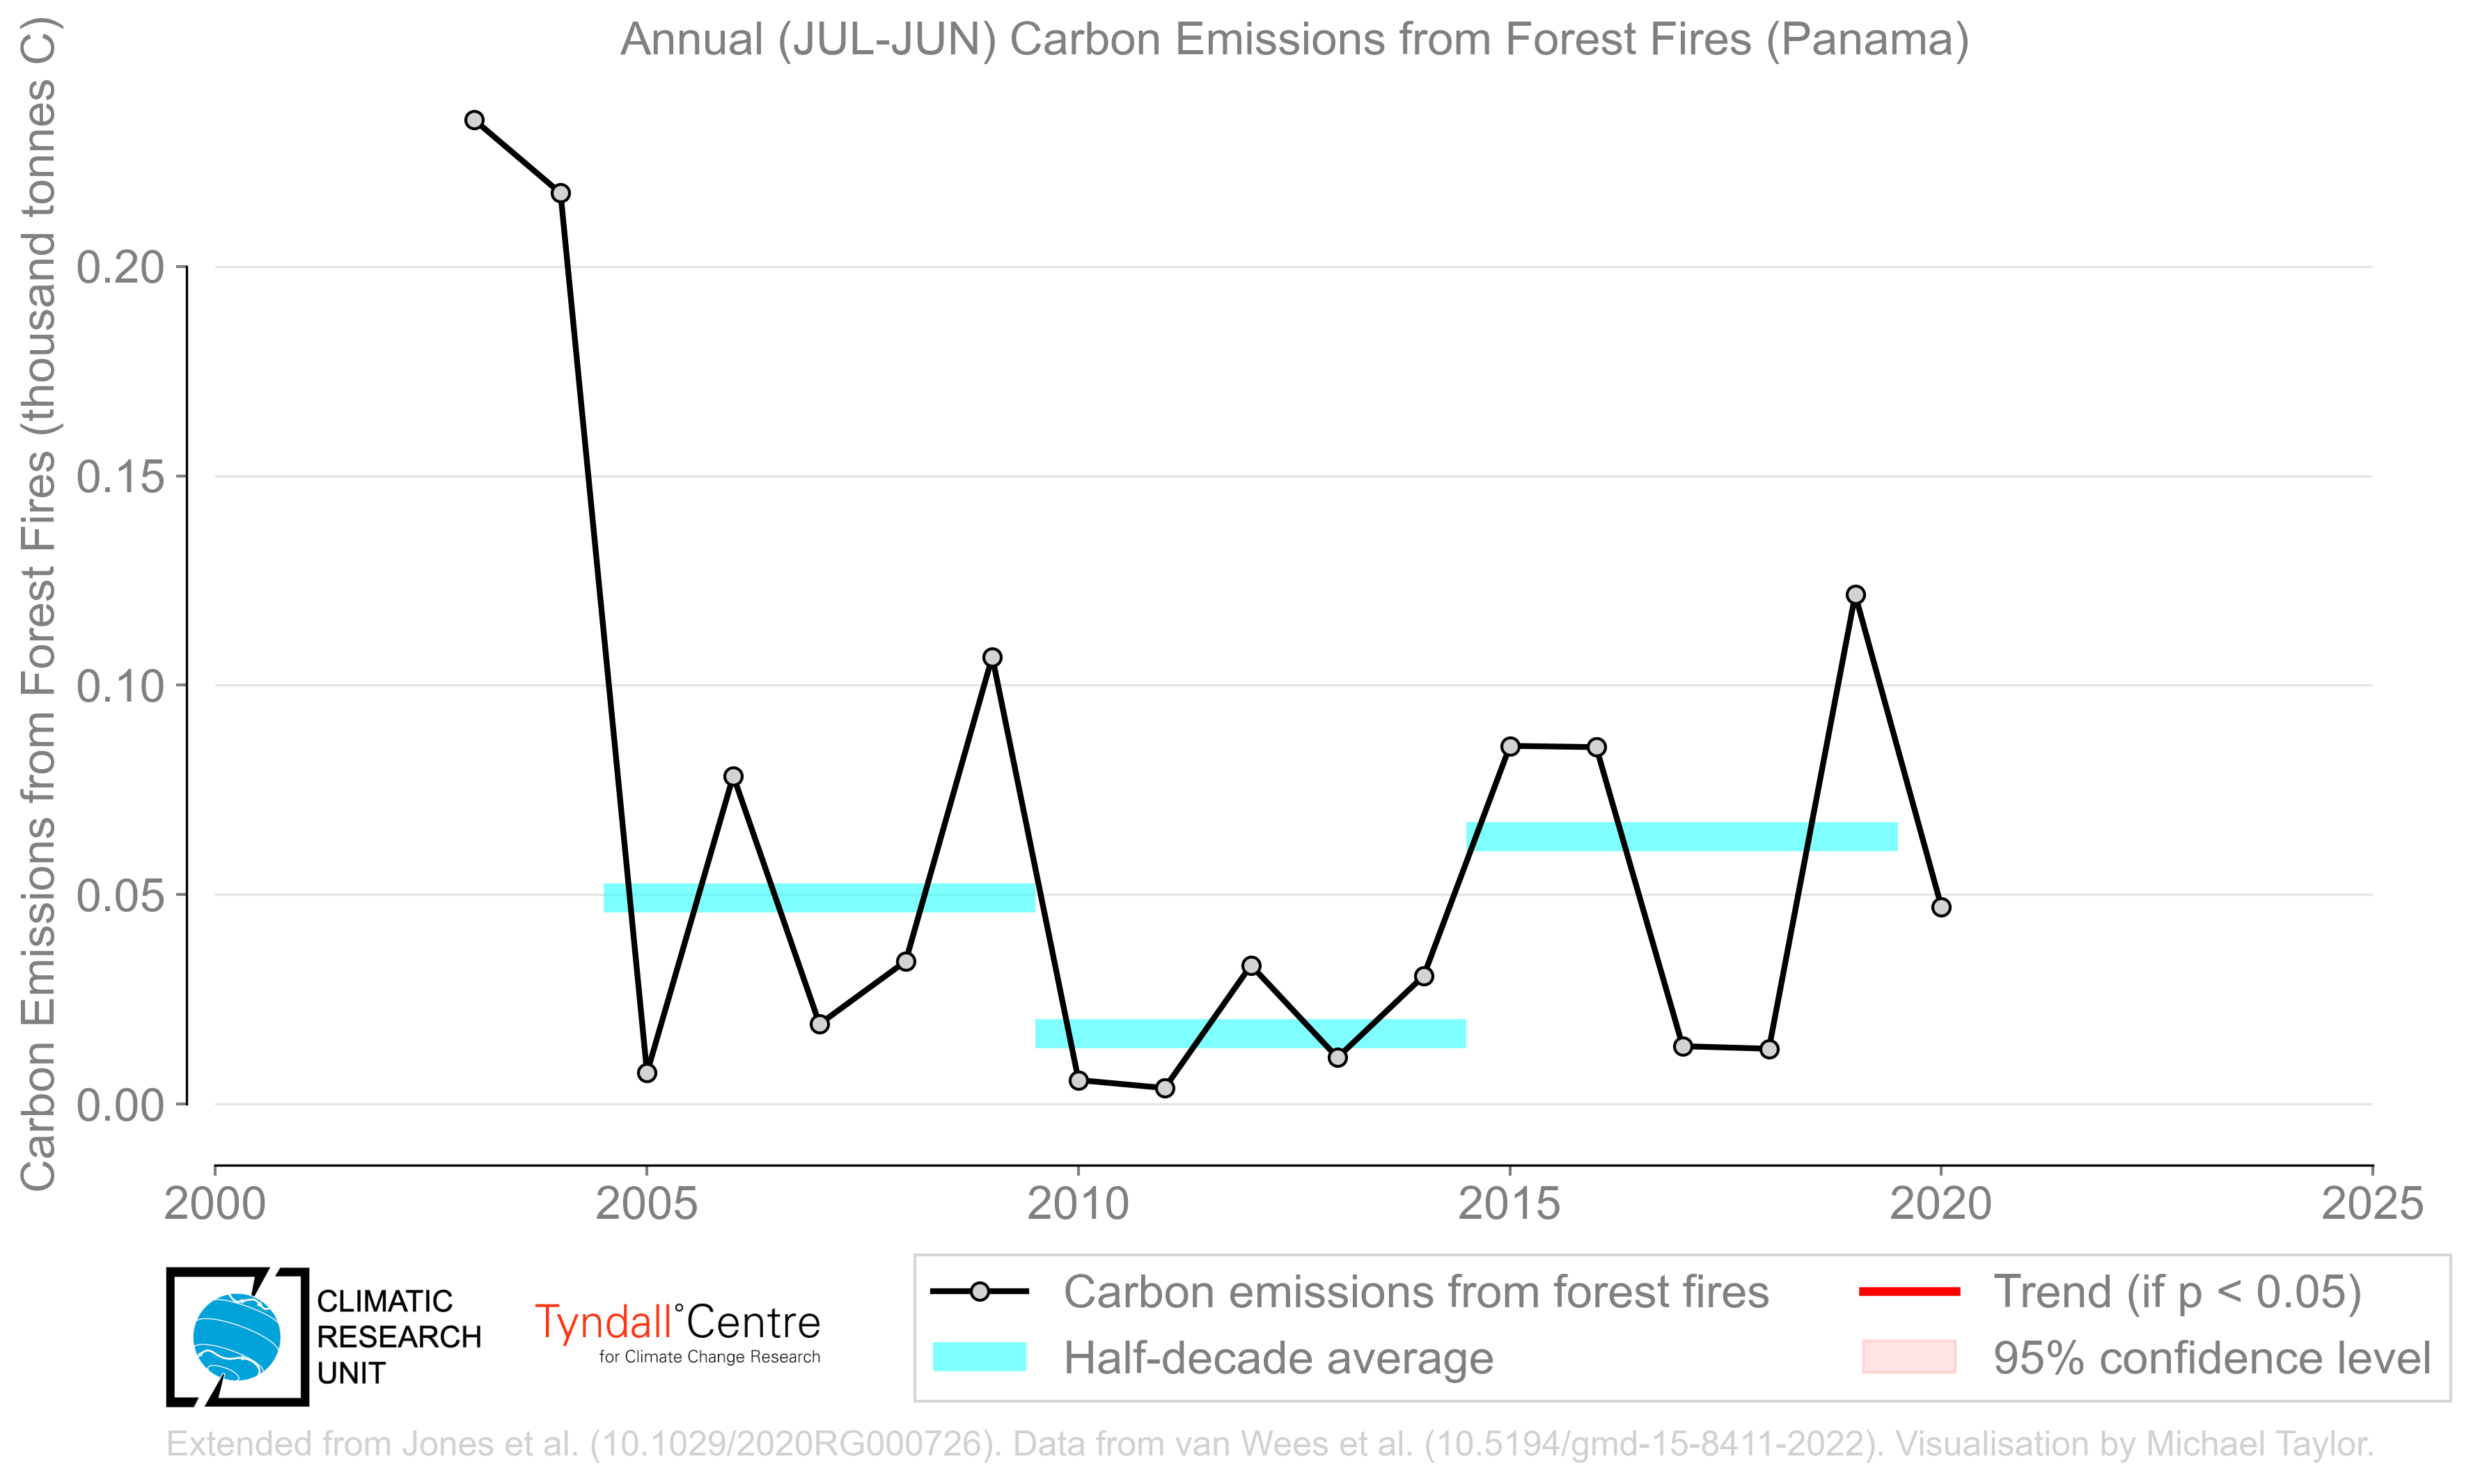 Annual (JUL-JUN) Carbon Emissions from Forest Fires (Panama)
Carbon Emissions from Forest Fires (thousand tonnes C)
0.20
0.15
0.10
0.05
0.00
2000
2005
2010
2015
2020
2025
CLIMATIC
RESEARCH
UNIT
Tyndall°Centre
for Climate Change Research
Carbon emissions from forest fires
Half-decade average
Trend (if p < 0.05)
95% confidence level
Extended from Jones et al. (10.1029/2020RG000726). Data from van Wees et al. (10.5194/gmd-15-8411-2022). Visualisation by Michael Taylor.